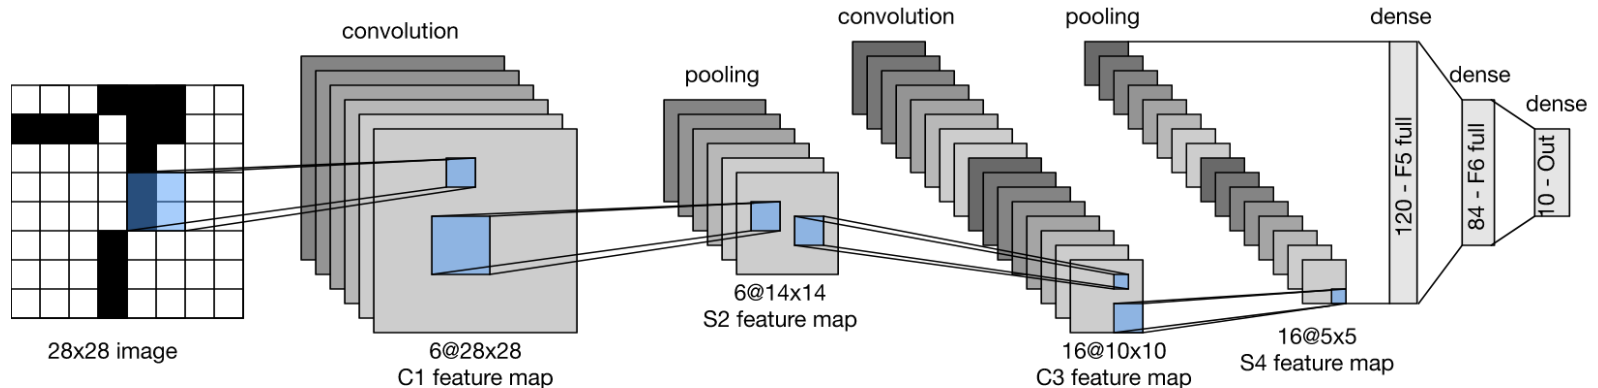 convolution
pooling
convolution
pooling
dense
dense
dense
28x28 image
6@28x28
C1 feature map
6@14x14
S2 feature map
16@10x10
C3 feature map
16@5x5
S4 feature map
120 - F5 full
84 - F6 full
10 - Out